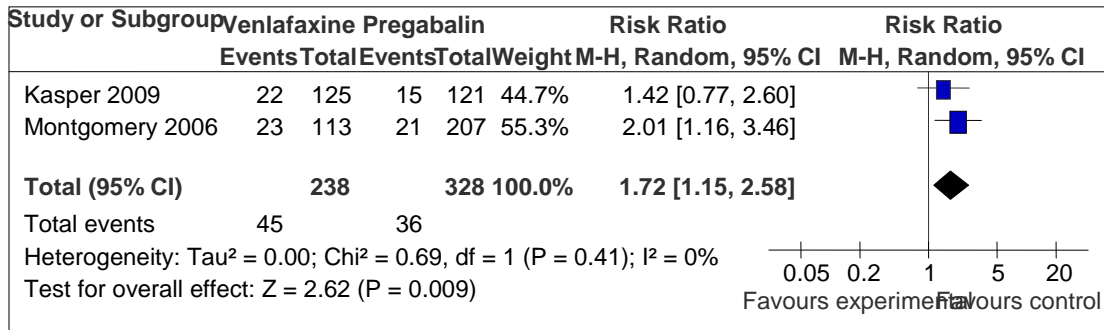 Study or Subgroup Venlafaxine Pregabalin Risk Ratio Risk Ratio
Events Total Events Total Weight M-H, Random, 95% CI M-H, Random, 95% CI
Kasper 2009 22 125 15 121 44.7% 1.42 [0.77, 2.60]
Montgomery 2006 23 113 21 207 55.3% 2.01 [1.16, 3.46]
Total (95% CI) 238 328 100.0% 1.72 [1.15, 2.58]
Total events 45 36
Heterogeneity: Tau² = 0.00; Chi² = 0.69, df = 1 (P = 0.41); I² = 0%
Test for overall effect: Z = 2.62 (P = 0.009)
0.05 0.2 1 5 20
Favours experimental Favours control